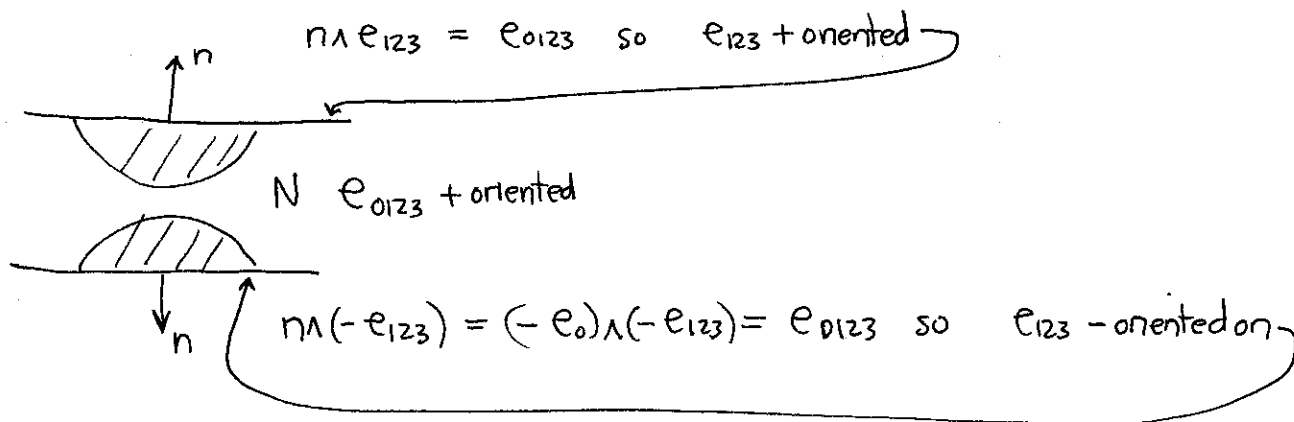 n∧e₁₂₃ = e₀₁₂₃ so e₁₂₃ + oriented
n
N e₀₁₂₃ + oriented
n∧(-e₁₂₃) = (-e₀)∧(-e₁₂₃) = e₀₁₂₃ so e₁₂₃ - oriented on
n